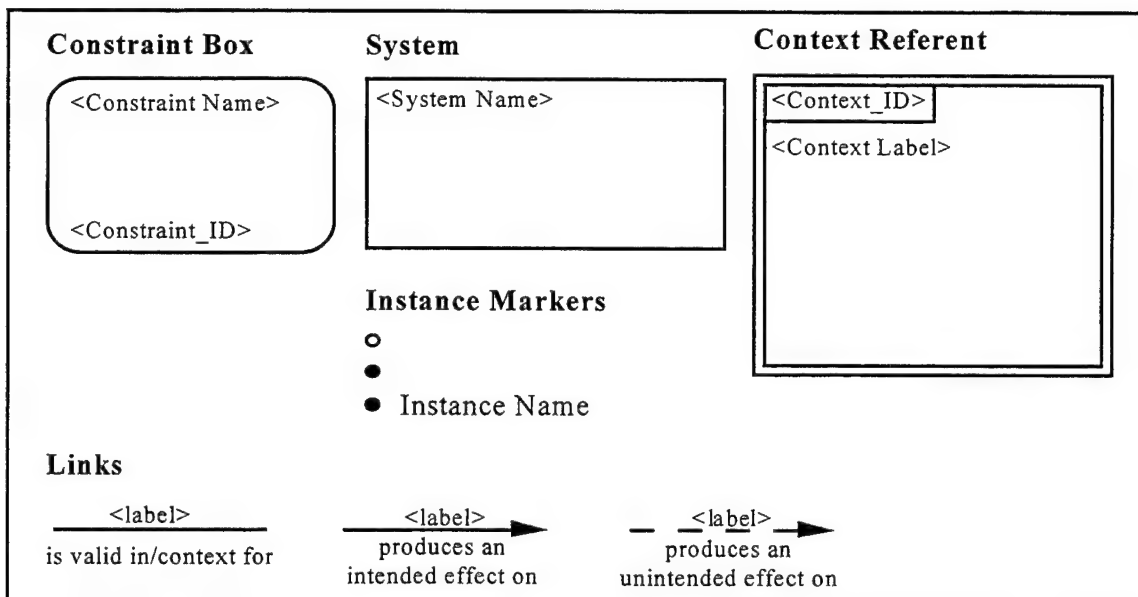 Constraint Box
<Constraint Name>
<Constraint_ID>
System
<System Name>
Context Referent
<Context_ID>
<Context Label>
Instance Markers
Instance Name
Links
<label>
is valid in/context for
<label>
produces an
intended effect on
<label>
produces an
unintended effect on